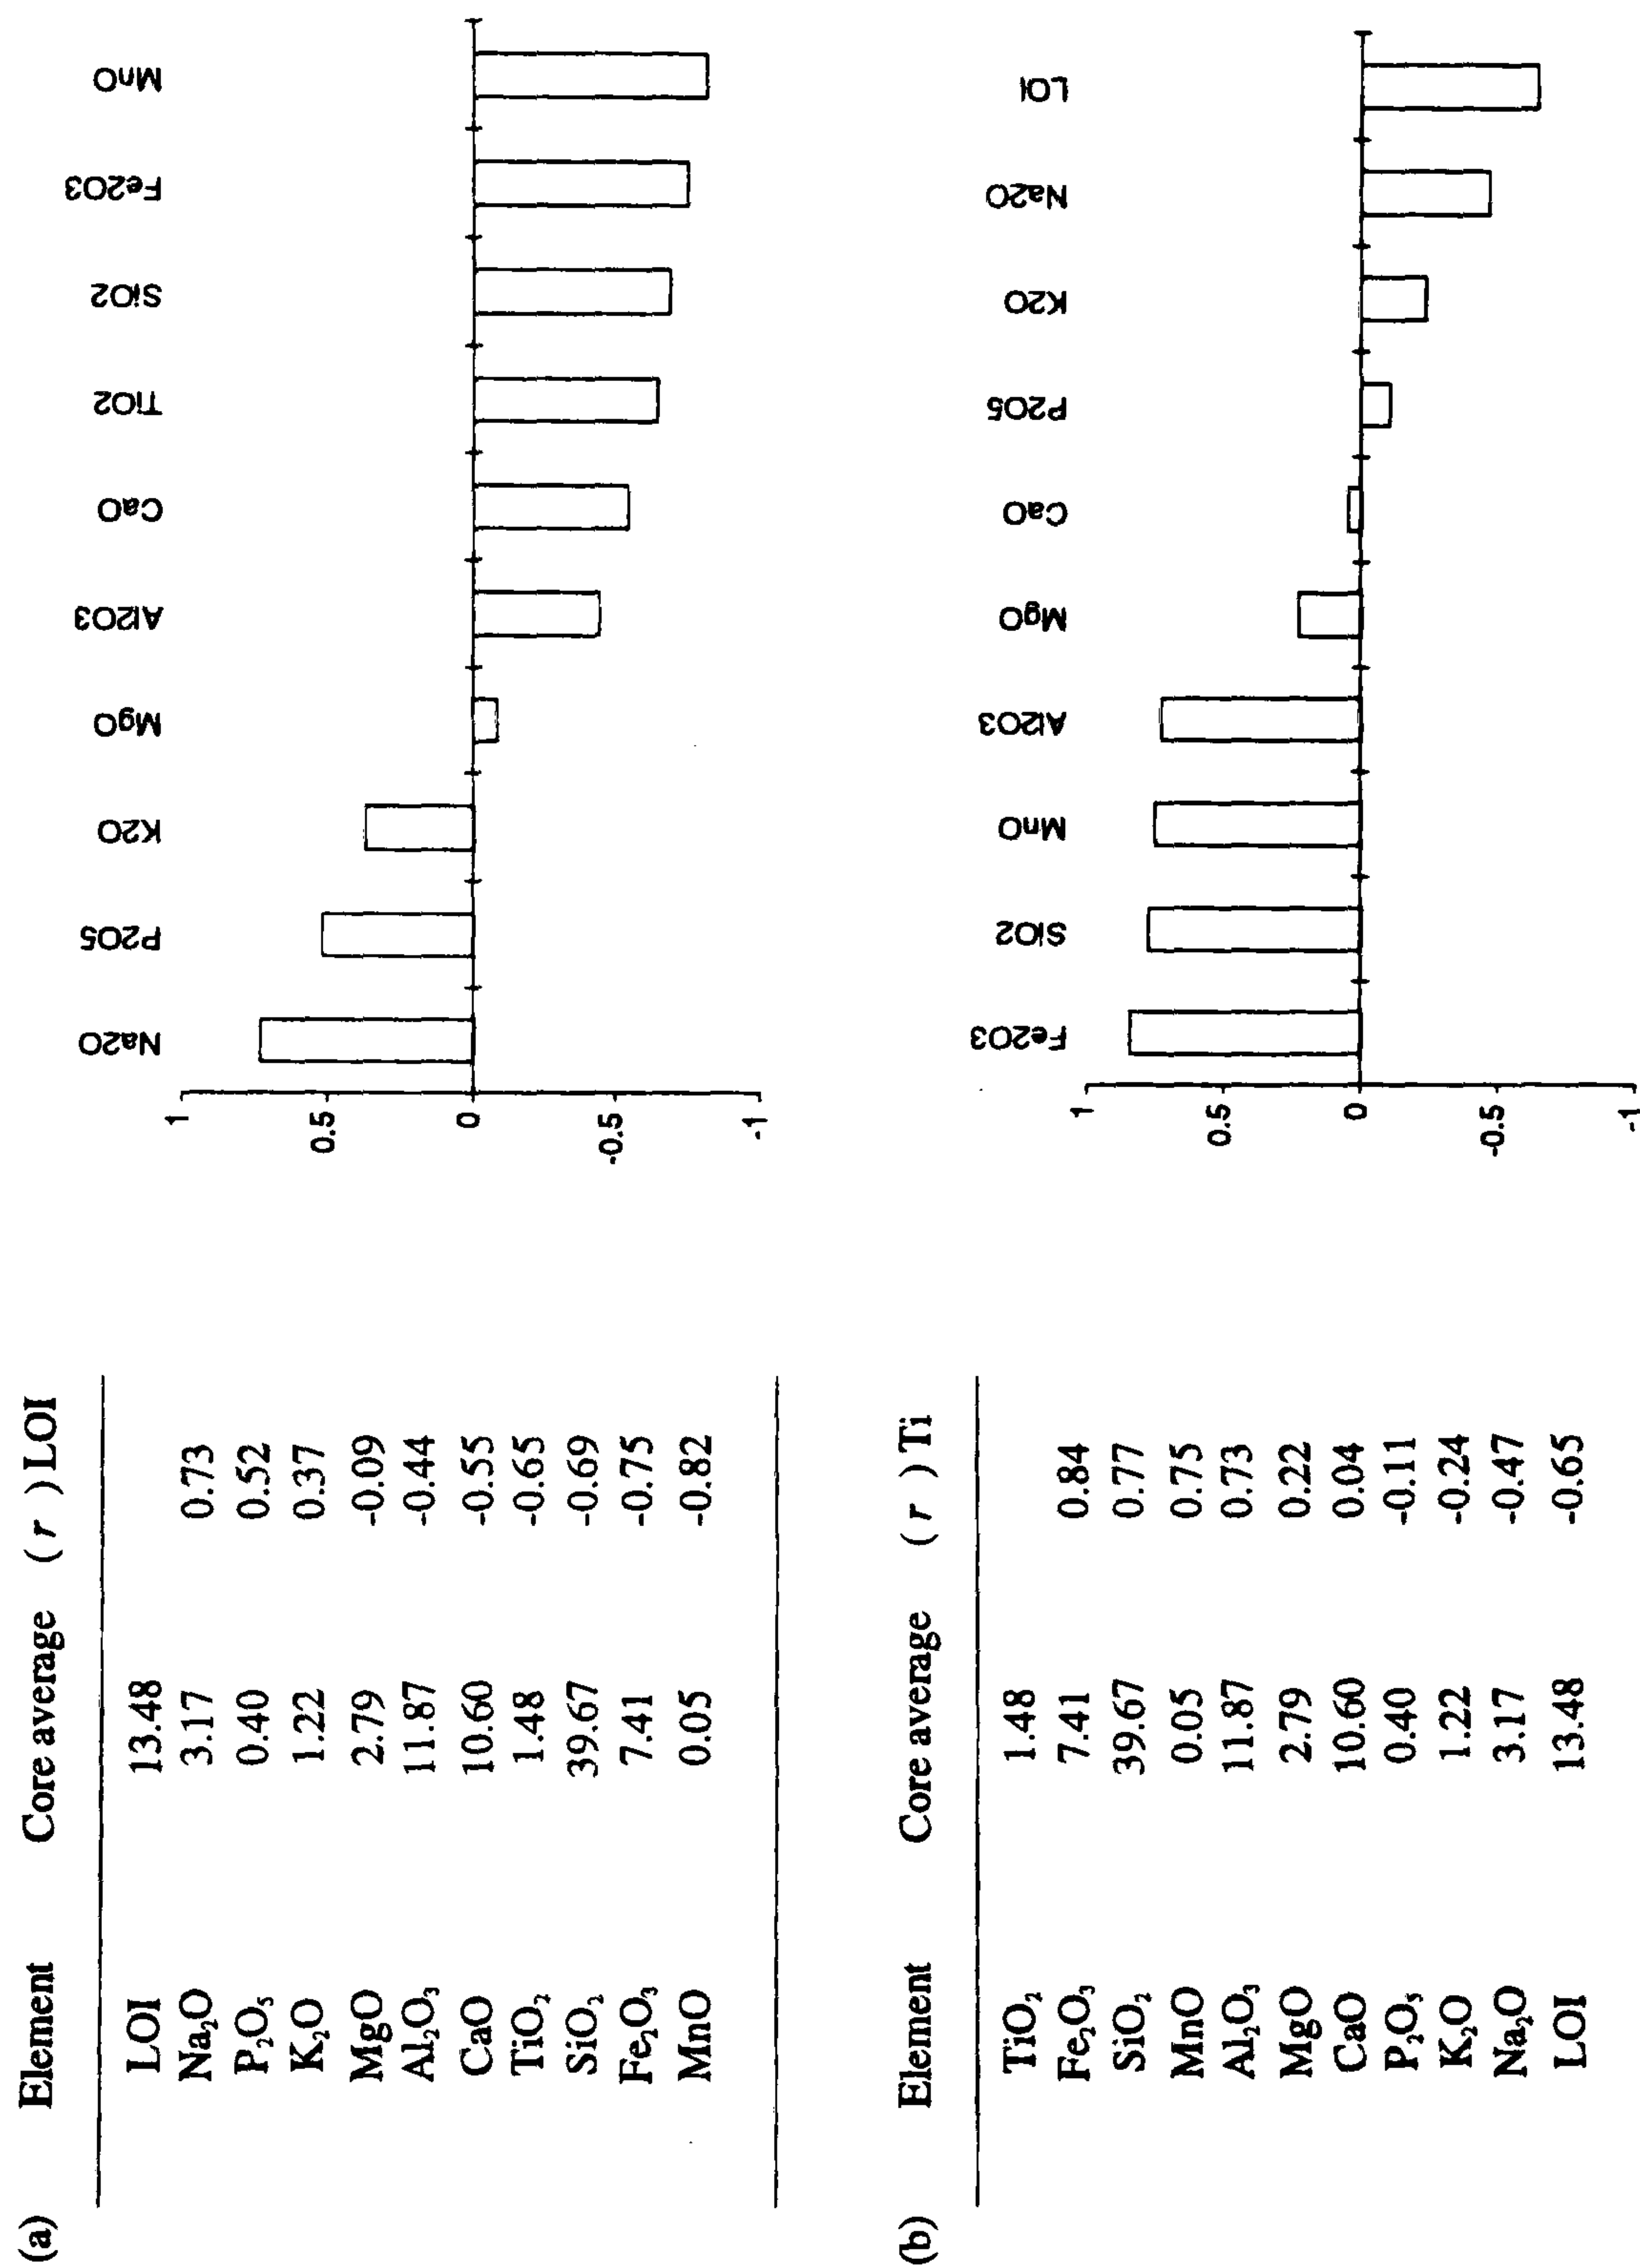 (a) Element Core average (r) LOI
LOI 13.48
Na₂O 3.17 0.73
P₂O₅ 0.40 0.52
K₂O 1.22 0.37
MgO 2.79 -0.09
Al₂O₃ 11.87 -0.44
CaO 10.60 -0.55
TiO₂ 1.48 -0.65
SiO₂ 39.67 -0.69
Fe₂O₃ 7.41 -0.75
MnO 0.05 -0.82
1
0.5
0
-0.5
-1
Na2O
P2O5
K2O
MgO
Al2O3
CaO
TiO2
SiO2
Fe2O3
MnO
(b) Element Core average (r) Ti
TiO₂ 1.48
Fe₂O₃ 7.41 0.84
SiO₂ 39.67 0.77
MnO 0.05 0.75
Al₂O₃ 11.87 0.73
MgO 2.79 0.22
CaO 10.60 0.04
P₂O₅ 0.40 -0.11
K₂O 1.22 -0.24
Na₂O 3.17 -0.47
LOI 13.48 -0.65
1
0.5
0
-0.5
-1
Fe2O3
SiO2
MnO
Al2O3
MgO
CaO
P2O5
K2O
Na2O
LOI